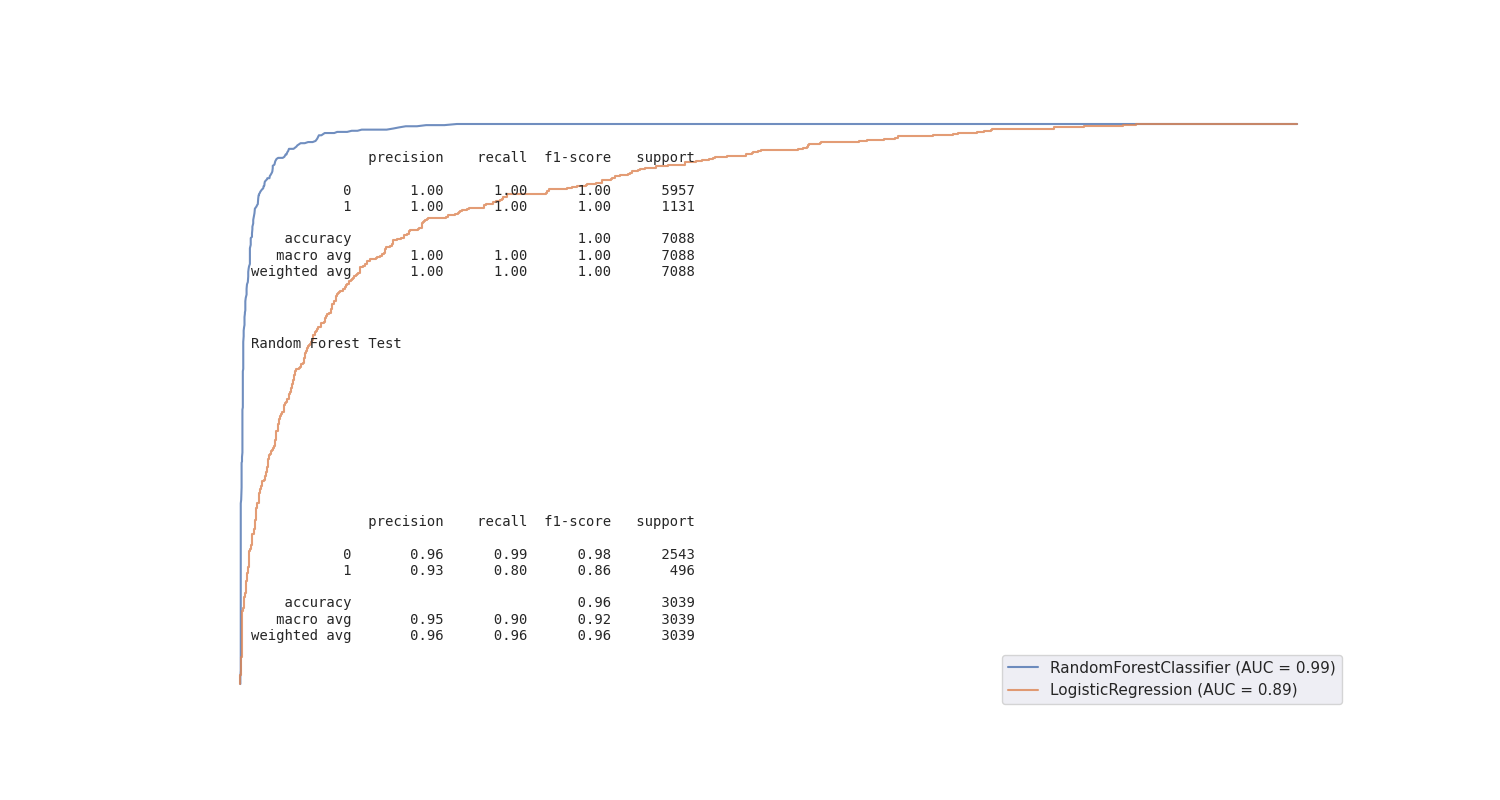 precision recall f1-score support
0 1.00 1.00 1.00 5957
1 1.00 1.00 1.00 1131
accuracy 1.00 7088
macro avg 1.00 1.00 1.00 7088
weighted avg 1.00 1.00 1.00 7088
Random Forest Test
precision recall f1-score support
0 0.96 0.99 0.98 2543
1 0.93 0.80 0.86 496
accuracy 0.96 3039
macro avg 0.95 0.90 0.92 3039
weighted avg 0.96 0.96 0.96 3039
RandomForestClassifier (AUC = 0.99)
LogisticRegression (AUC = 0.89)